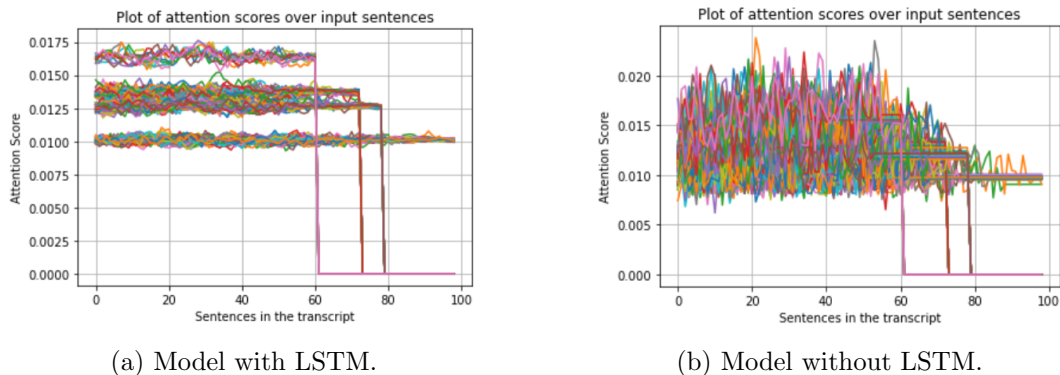 Plot of attention scores over input sentences
0.0175
0.0150
0.0125
0.0100
0.0075
0.0050
0.0025
0.0000
Attention Score
0 20 40 60 80 100
Sentences in the transcript
(a) Model with LSTM.
Plot of attention scores over input sentences
0.020
0.015
0.010
0.005
0.000
Attention Score
0 20 40 60 80 100
Sentences in the transcript
(b) Model without LSTM.